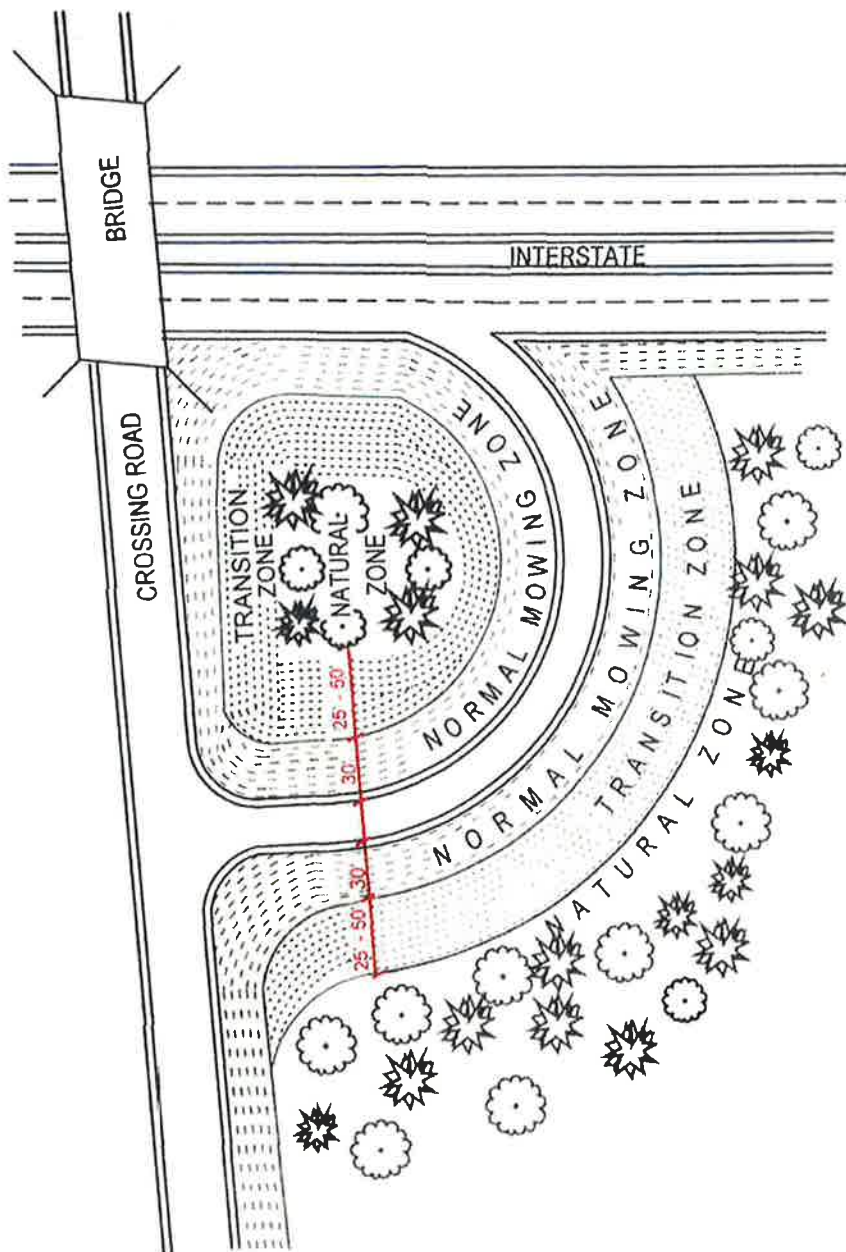 BRIDGE
INTERSTATE
CROSSING ROAD
TRANSITION
ZONE
NATURAL
ZONE
NORMAL MOWING ZONE
25' - 50'
30'
30'
25' - 50'
NORMAL MOWING ZONE
TRANSITION ZONE
NATURAL ZONE